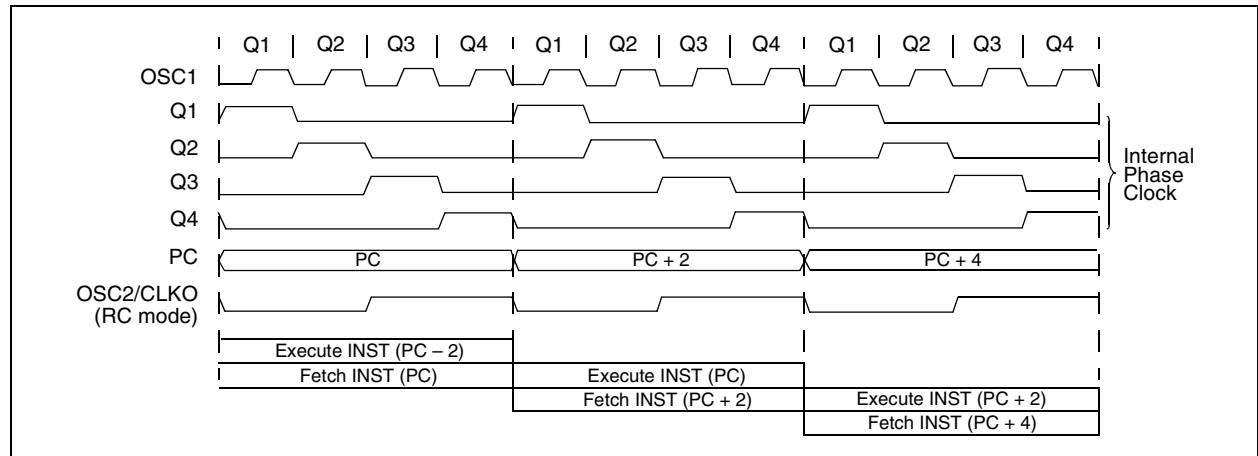 Q1 Q2 Q3 Q4 Q1 Q2 Q3 Q4 Q1 Q2 Q3 Q4
OSC1
Q1
Q2
Q3
Q4
Internal
Phase
Clock
PC PC PC + 2 PC + 4
OSC2/CLKO
(RC mode)
Execute INST (PC – 2)
Fetch INST (PC) Execute INST (PC)
Fetch INST (PC + 2) Execute INST (PC + 2)
Fetch INST (PC + 4)